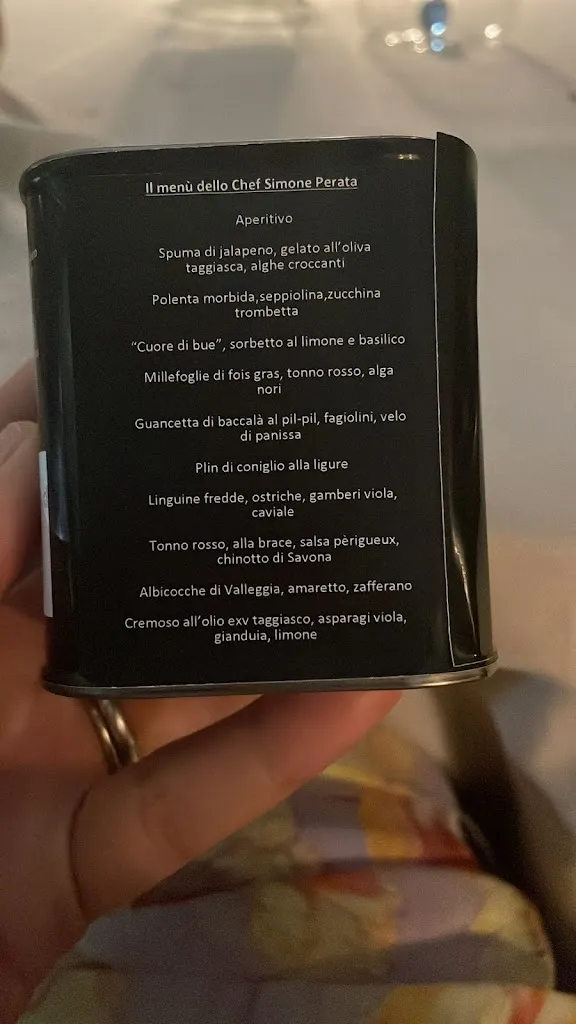 Il menù dello Chef Simone Perata
Aperitivo
Spuma di jalapeno, gelato all'oliva
taggiasca, alghe croccanti
Polenta morbida,seppiolina,zucchina
trombetta
"Cuore di bue", sorbetto al limone e basilico
Millefoglie di fois gras, tonno rosso, alga
nori
Guancetta di baccalà al pil-pil, fagiolini, velo
di panissa
Plin di coniglio alla ligure
Linguine fredde, ostriche, gamberi viola,
caviale
Tonno rosso, alla brace, salsa pèrigueux,
chinotto di Savona
Albicocche di Valleggia, amaretto, zafferano
Cremoso all'olio exv taggiasco, asparagi viola,
gianduia, limone